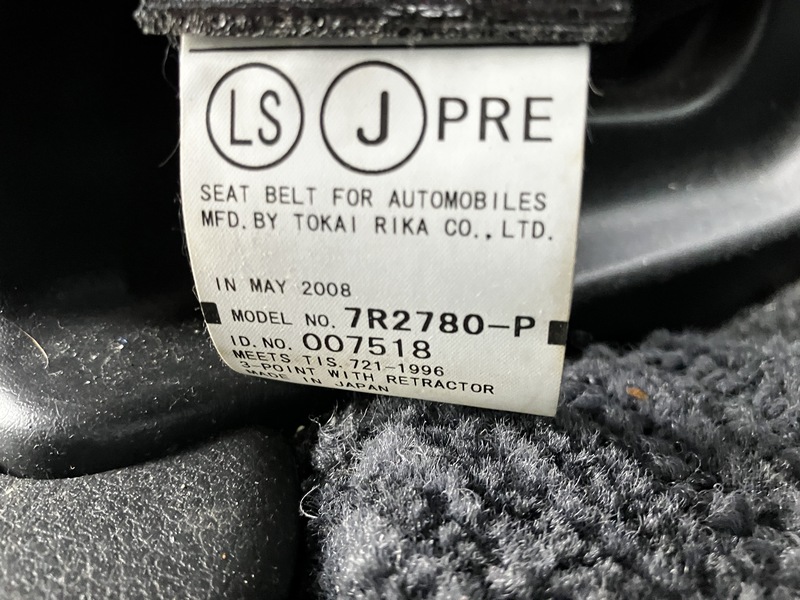 LS J PRE
SEAT BELT FOR AUTOMOBILES
MFD. BY TOKAI RIKA CO., LTD.
IN MAY 2008
MODEL NO. 7R2780-P
ID. NO. 007518
MEETS TIS. 721-1996
3-POINT WITH RETRACTOR
MADE IN JAPAN